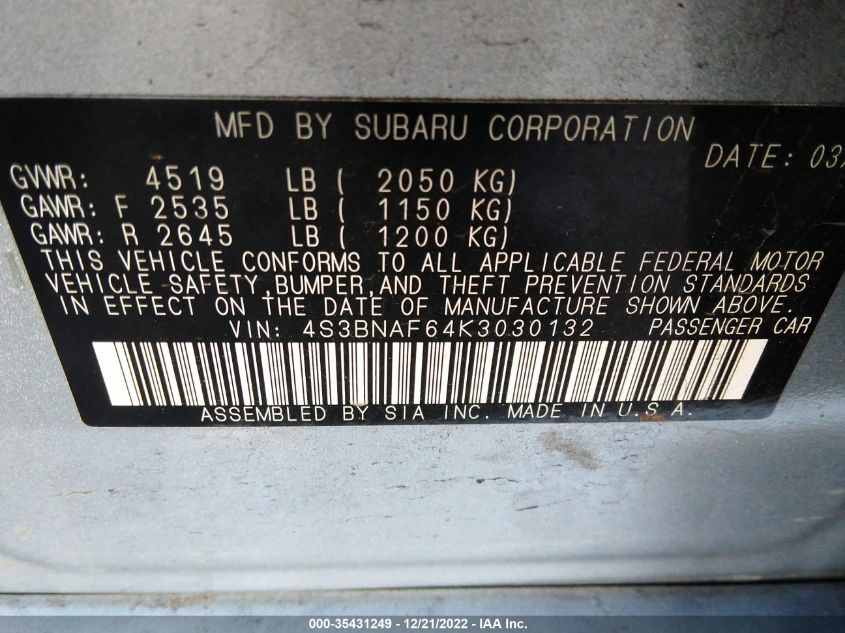 MFD BY SUBARU CORPORATION
DATE: 03/
GVWR: 4519 LB ( 2050 KG)
GAWR: F 2535 LB ( 1150 KG)
GAWR: R 2645 LB ( 1200 KG)
THIS VEHICLE CONFORMS TO ALL APPLICABLE FEDERAL MOTOR
VEHICLE SAFETY,BUMPER,AND THEFT PREVENTION STANDARDS
IN EFFECT ON THE DATE OF MANUFACTURE SHOWN ABOVE.
VIN: 4S3BNAF64K3030132 PASSENGER CAR
ASSEMBLED BY SIA INC. MADE IN U.S.A.
000-35431249 - 12/21/2022 - IAA Inc.